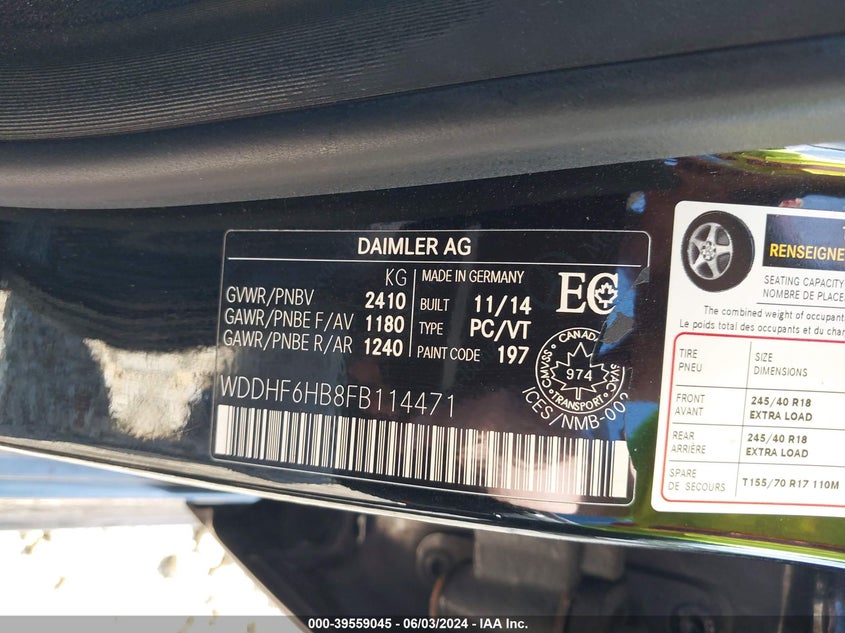 DAIMLER AG
KG
GVWR/PNBV 2410
GAWR/PNBE F/AV 1180
GAWR/PNBE R/AR 1240
MADE IN GERMANY
BUILT 11/14
TYPE PC/VT
PAINT CODE 197
EC
CANADA
974
TRANSPORT
CMVSS
SVAC
ICES/NMB-002
WDDHF6HB8FB114471
RENSEIGNE
SEATING CAPACITY
NOMBRE DE PLACE
The combined weight of occupant
Le poids total des occupants et du char
TIRE
PNEU
SIZE
DIMENSIONS
FRONT
AVANT
245/40 R18
EXTRA LOAD
REAR
ARRIÈRE
245/40 R18
EXTRA LOAD
SPARE
DE SECOURS
T155/70 R17 110M
000-39559045 - 06/03/2024 - IAA Inc.